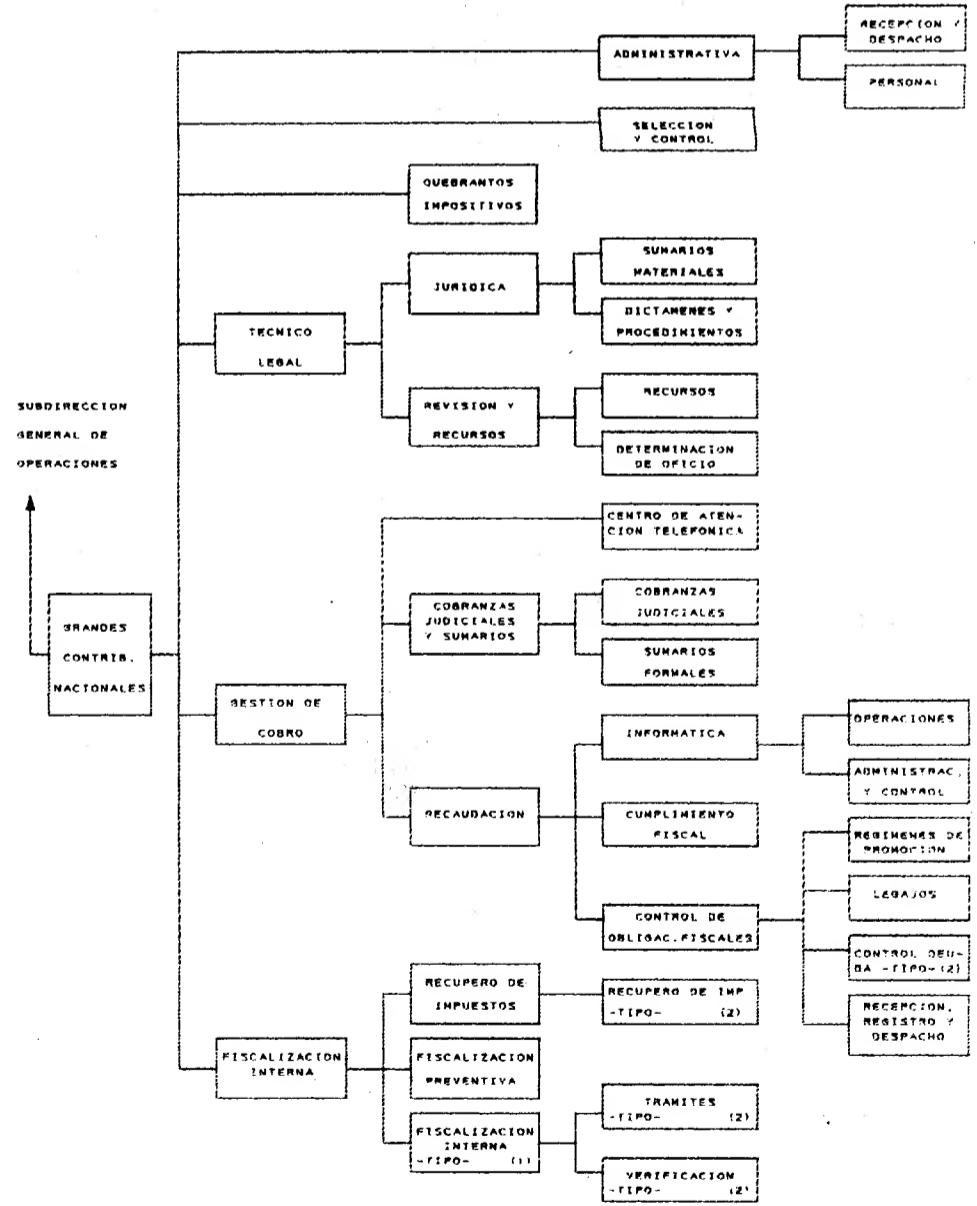 RECEPCION Y
DESPACHO
ADMINISTRATIVA
PERSONAL
SELECCION
Y CONTROL
QUEBRANTOS
IMPOSITIVOS
SUMARIOS
MATERIALES
JURIDICA
DICTAMENES Y
PROCEDIMIENTOS
TECNICO
LEGAL
RECURSOS
REVISION Y
RECURSOS
DETERMINACION
DE OFICIO
SUBDIRECCION
GENERAL DE
OPERACIONES
CENTRO DE ATEN-
CION TELEFONICA
COBRANZAS
JUDICIALES
COBRANZAS
JUDICIALES
Y SUMARIOS
SUMARIOS
FORMALES
GRANDES
CONTRIB.
NACIONALES
GESTION DE
COBRO
INFORMATICA
OPERACIONES
ADMINISTRAC.
Y CONTROL
RECAUDACION
CUMPLIMIENTO
FISCAL
REGIMENES DE
PROMOCION
LEGAJOS
CONTROL DE
OBLIGAC.FISCALES
CONTROL DEU-
DA -TIPO-(2)
RECEPCION,
REGISTRO Y
DESPACHO
RECUPERO DE
IMPUESTOS
RECUPERO DE IMP
-TIPO- (2)
FISCALIZACION
INTERNA
FISCALIZACION
PREVENTIVA
FISCALIZACION
INTERNA
-TIPO- (1)
TRAMITES
-TIPO- (2)
VERIFICACION
-TIPO- (2)